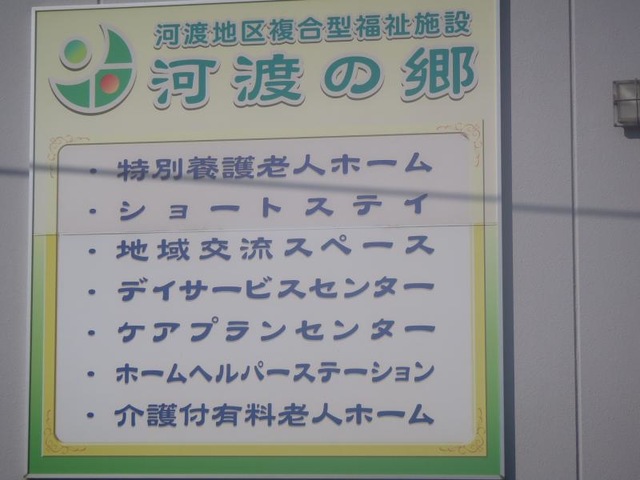 河渡地区複合型福祉施設
河渡の郷
・特別養護老人ホーム
・ショートステイ
・地域交流スペース
・デイサービスセンター
・ケアプランセンター
・ホームヘルパーステーション
・介護付有料老人ホーム